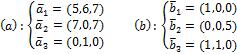 (a): { ā₁ = (5,6,7)
ā₂ = (7,0,7)
ā₃ = (0,1,0)
(b): { b̄₁ = (1,0,0)
b̄₂ = (0,0,5)
b̄₃ = (1,1,0)